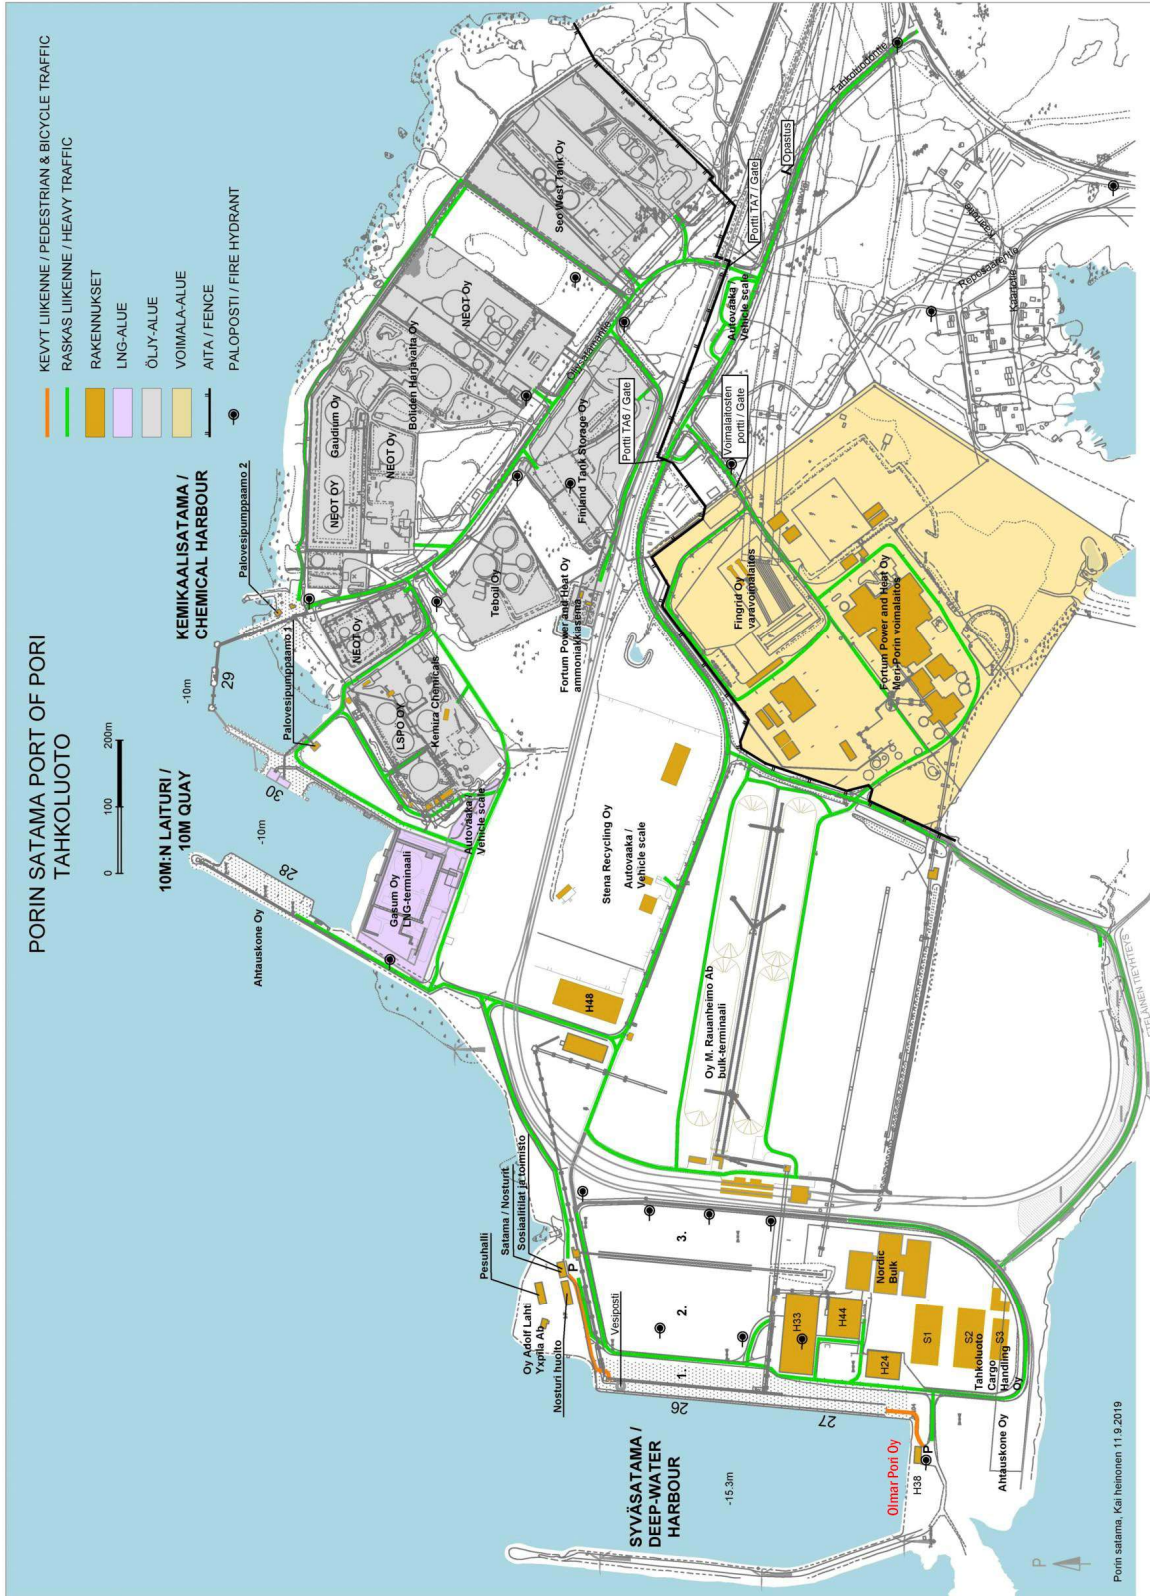 PORIN SATAMA PORT OF PORI
TAHKOLUOTO
0 100 200m
KEVYT LIIKENNE / PEDESTRIAN & BICYCLE TRAFFIC
RASKAS LIIKENNE / HEAVY TRAFFIC
RAKENNUKSET
LNG-ALUE
ÖLJY-ALUE
VOIMALA-ALUE
AITA / FENCE
PALOPOSTI / FIRE HYDRANT
10M:N LAITURI /
10M QUAY
KEMIKAALISATAMA /
CHEMICAL HARBOUR
SYVÄSATAMA /
DEEP-WATER
HARBOUR
-10m
29
-10m
30
28
-15.3m
26
27
Palovesipumppaamo 2
Palovesipumppaamo 1
Ahtauskone Oy
Gasum Oy
LNG-terminaali
Autovaaka /
Vehicle scale
LSPO OY
Kemira Chemicals
NEOT Oy
NEOT OY
Gaudium Oy
NEOT Oy
Boliden Harjavalta Oy
NEOT Oy
Seo West Tank Oy
Öljysatamantie
Finland Tank Storage Oy
Teboil Oy
Fortum Power and Heat Oy
ammoniakkiasema
Portti TA6 / Gate
Portti TA7 / Gate
Autovaaka /
Vehicle scale
Opastus
Tahkoluodontie
Voimalaitosten
portti / Gate
Fingrid Oy
varavoimalaitos
Fortum Power and Heat Oy
Meri-Porin voimalaitos
Reposaarentie
Stena Recycling Oy
Autovaaka /
Vehicle scale
H48
Oy M. Rauanheimo Ab
bulk-terminaali
Pesuhalli
Satama / Nosturit
Sosiaalitilat ja toimisto
Oy Adolf Lahti
Yxpila Ab
Nosturi huolto
Vesiposti
P
1.
2.
3.
H33
H44
H24
Nordic
Bulk
S1
S2
S3
Tahkoluoto
Cargo
Handling
Oy
Ahtauskone Oy
Olmar Pori Oy
H38
P
P
Porin satama, Kai heinonen 11.9.2019